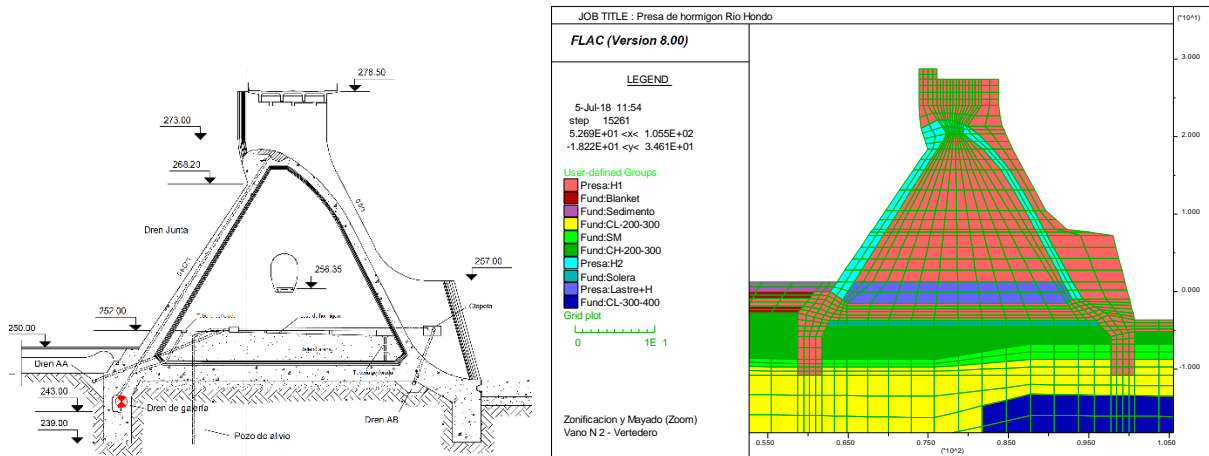 278.50
273.00
268.20
Dren Junta
256.35
257.00
Clapeta
252.00
250.00
Dren AA
243.00
Dren de galería
Dren AB
239.00
Pozo de alivio
JOB TITLE : Presa de hormigon Rio Hondo
FLAC (Version 8.00)
LEGEND
5-Jul-18 11:54
step 15261
5.269E+01 <x< 1.055E+02
-1.822E+01 <y< 3.461E+01
User-defined Groups
Presa:H1
Fund:Blanket
Fund:Sedimento
Fund:CL-200-300
Fund:SM
Fund:CH-200-300
Presa:H2
Fund:Solera
Presa:Lastre+H
Fund:CL-300-400
Grid plot
0 1E 1
Zonificacion y Mayado (Zoom)
Vano N 2 - Vertedero
(*10^1)
3.000
2.000
1.000
0.000
-1.000
0.550 0.650 0.750 0.850 0.950 1.050
(*10^2)